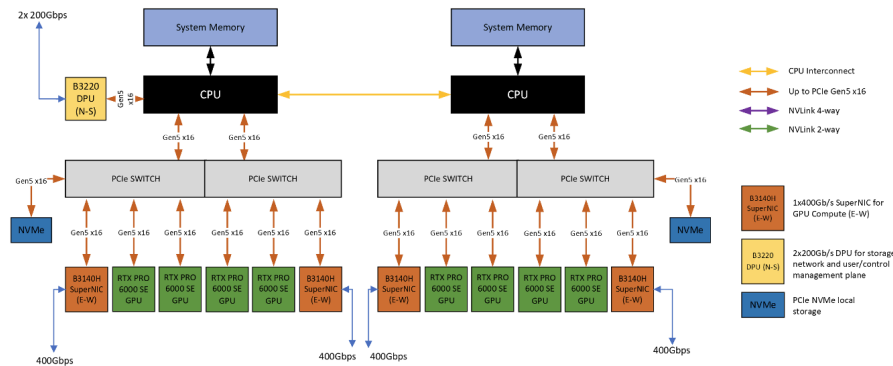 2x 200Gbps
System Memory
System Memory
B3220
DPU
(N-S)
Gen5
x16
CPU
CPU
CPU Interconnect
Up to PCIe Gen5 x16
NVLink 4-way
NVLink 2-way
Gen5 x16
Gen5 x16
Gen5 x16
Gen5 x16
Gen5 x16
PCIe SWITCH
PCIe SWITCH
PCIe SWITCH
PCIe SWITCH
Gen5 x16
NVMe
NVMe
Gen5 x16
Gen5 x16
Gen5 x16
Gen5 x16
Gen5 x16
Gen5 x16
Gen5 x16
Gen5 x16
Gen5 x16
Gen5 x16
Gen5 x16
Gen5 x16
B3140H
SuperNIC
(E-W)
RTX PRO
6000 SE
GPU
RTX PRO
6000 SE
GPU
RTX PRO
6000 SE
GPU
RTX PRO
6000 SE
GPU
B3140H
SuperNIC
(E-W)
B3140H
SuperNIC
(E-W)
RTX PRO
6000 SE
GPU
RTX PRO
6000 SE
GPU
RTX PRO
6000 SE
GPU
RTX PRO
6000 SE
GPU
B3140H
SuperNIC
(E-W)
400Gbps
400Gbps
400Gbps
400Gbps
B3140H
SuperNIC
(E-W)
1x400Gb/s SuperNIC for
GPU Compute (E-W)
B3220
DPU (N-S)
2x200Gb/s DPU for storage
network and user/control
management plane
NVMe
PCIe NVMe local
storage